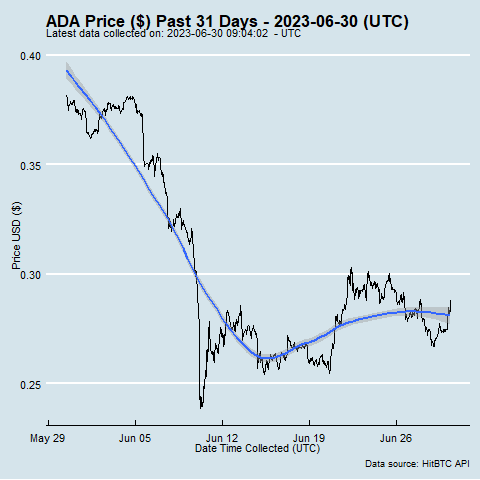 ADA Price ($) Past 31 Days - 2023-06-30 (UTC)
Latest data collected on: 2023-06-30 09:04:02  - UTC
0.40
0.35
0.30
0.25
Price USD ($)
May 29 Jun 05 Jun 12 Jun 19 Jun 26
Date Time Collected (UTC)
Data source: HitBTC API